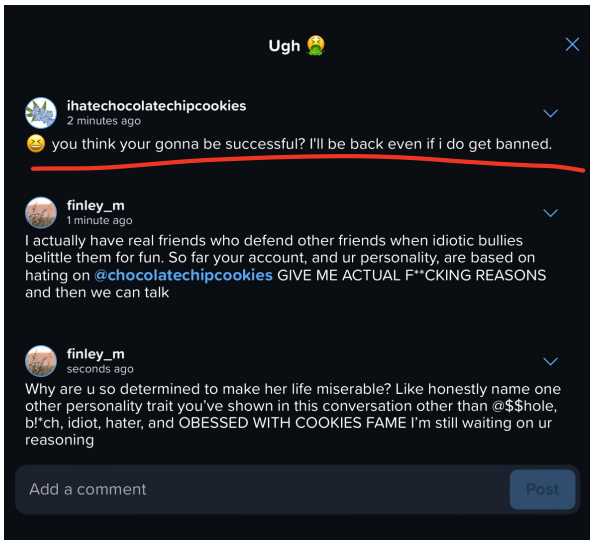 Ugh 🤮
ihatechocolatechipcookies
2 minutes ago
😆 you think your gonna be successful? I'll be back even if i do get banned.
finley_m
1 minute ago
I actually have real friends who defend other friends when idiotic bullies
belittle them for fun. So far your account, and ur personality, are based on
hating on @chocolatechipcookies GIVE ME ACTUAL F**CKING REASONS
and then we can talk
finley_m
seconds ago
Why are u so determined to make her life miserable? Like honestly name one
other personality trait you’ve shown in this conversation other than @$$hole,
b!*ch, idiot, hater, and OBESSED WITH COOKIES FAME I’m still waiting on ur
reasoning
Add a comment
Post